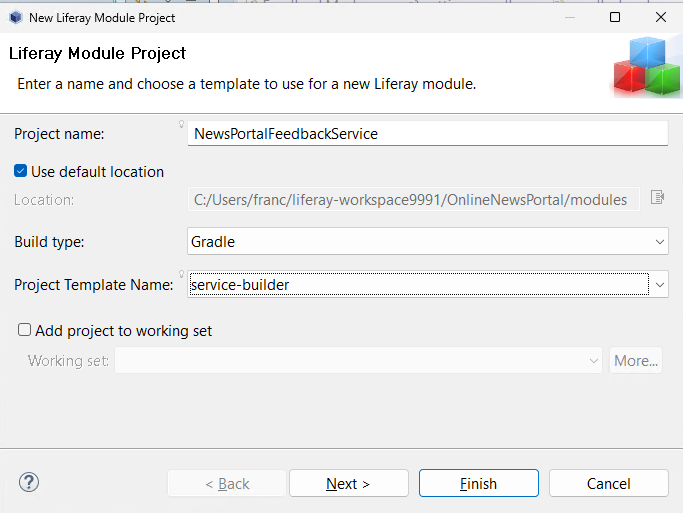 New Liferay Module Project
Liferay Module Project
Enter a name and choose a template to use for a new Liferay module.
Project name: NewsPortalFeedbackService
Use default location
Location: C:/Users/franc/liferay-workspace9991/OnlineNewsPortal/modules
Build type: Gradle
Project Template Name: service-builder
Add project to working set
Working set: More...
< Back Next > Finish Cancel